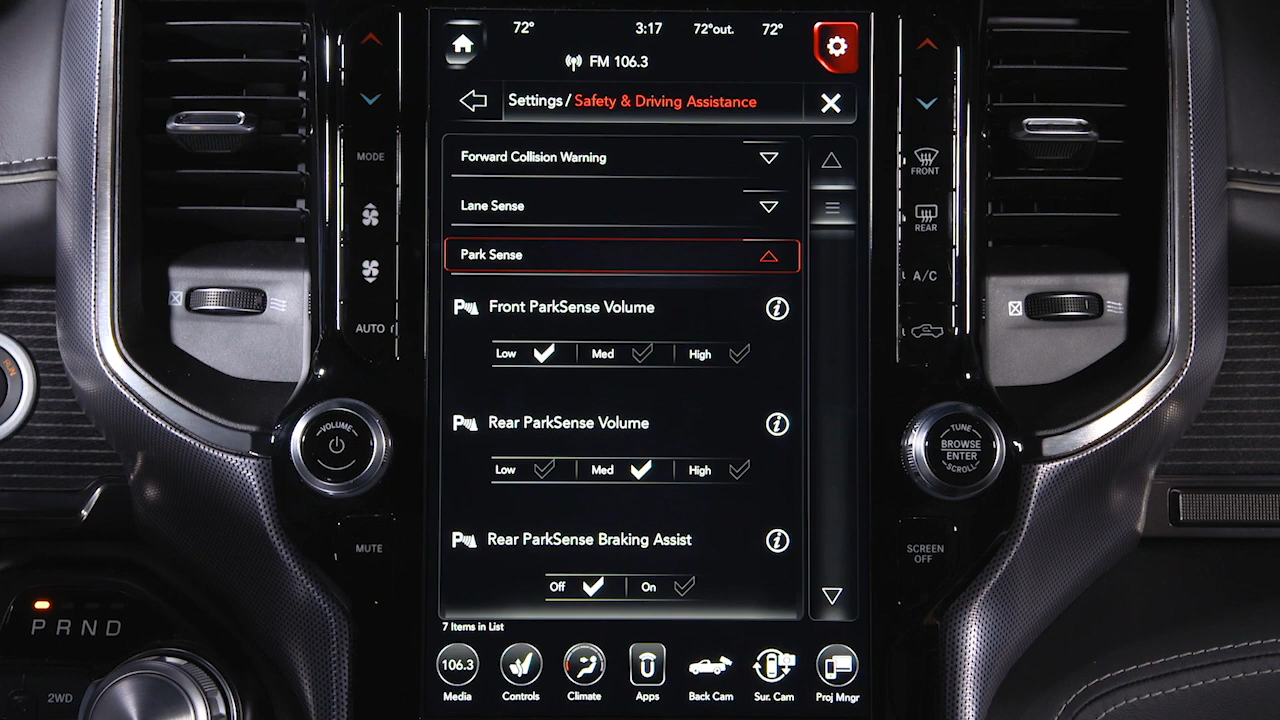 72° 3:17 72°out. 72°
FM 106.3
Settings / Safety & Driving Assistance
Forward Collision Warning
Lane Sense
Park Sense
Front ParkSense Volume
Low Med High
Rear ParkSense Volume
Low Med High
Rear ParkSense Braking Assist
Off On
7 Items in List
106.3
Media Controls Climate Apps Back Cam Sur. Cam Proj Mngr
MODE
AUTO
VOLUME
MUTE
FRONT
REAR
A/C
TUNE
BROWSE
ENTER
SCROLL
SCREEN
OFF
RUN
P R N D
2WD